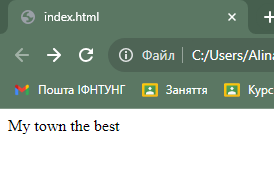 index.html
Файл C:/Users/Alina
Пошта ІФНТУНГ Заняття Курс
My town the best